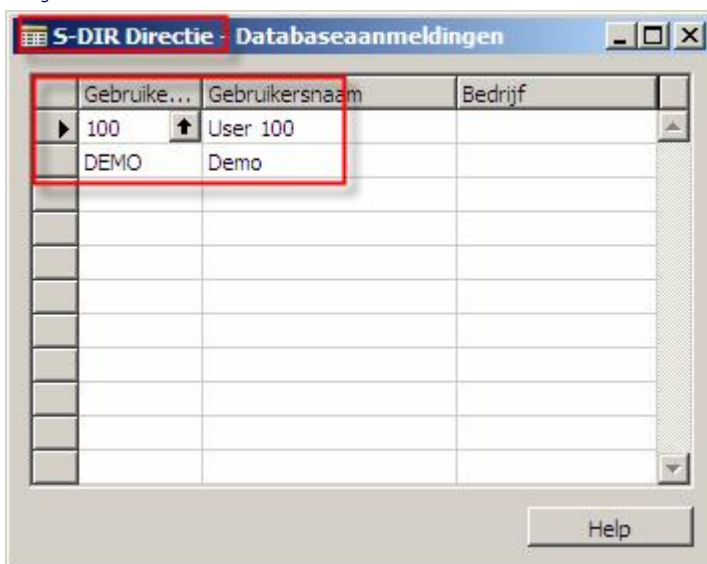 S-DIR Directie - Databaseaanmeldingen
Gebruike... Gebruikersnaam Bedrijf
100 User 100
DEMO Demo
Help